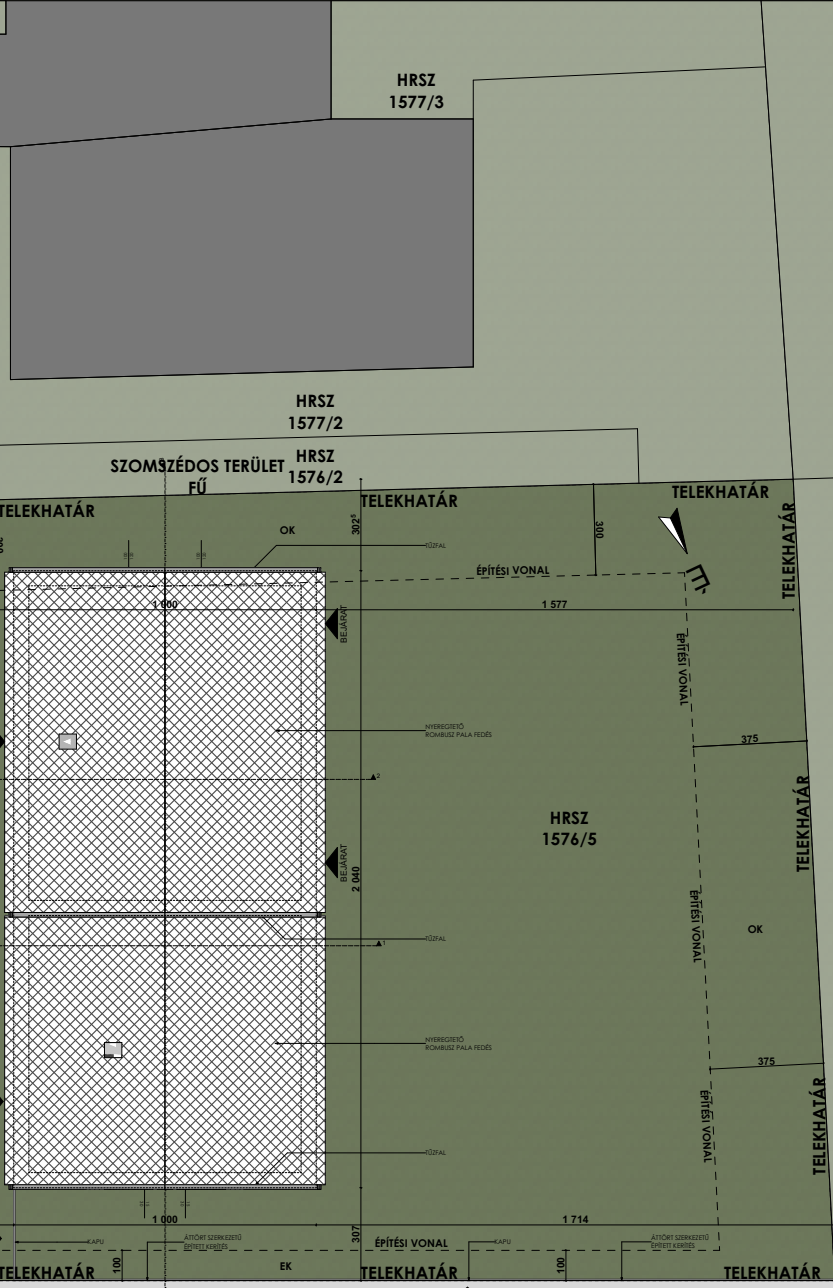 HRSZ
1577/3
HRSZ
1577/2
HRSZ
1576/2
SZOMSZÉDOS TERÜLET
FŰ
TELEKHATÁR
TELEKHATÁR
TELEKHATÁR
TELEKHATÁR
OK
302⁵
TŰZFAL
300
ÉPÍTÉSI VONAL
É
1 000
1 577
BEJÁRAT
ÉPÍTÉSI VONAL
NYEREGTETŐ
ROMBUSZ PALA FEDÉS
375
2
TELEKHATÁR
HRSZ
1576/5
BEJÁRAT
2 040
ÉPÍTÉSI VONAL
OK
TŰZFAL
1
NYEREGTETŐ
ROMBUSZ PALA FEDÉS
375
TELEKHATÁR
ÉPÍTÉSI VONAL
TŰZFAL
1 000
307
1 714
KAPU
ÁTTÖRT SZERKEZETŰ
ÉPÍTETT KERÍTÉS
ÉPÍTÉSI VONAL
KAPU
ÁTTÖRT SZERKEZETŰ
ÉPÍTETT KERÍTÉS
TELEKHATÁR
100
EK
TELEKHATÁR
100
TELEKHATÁR